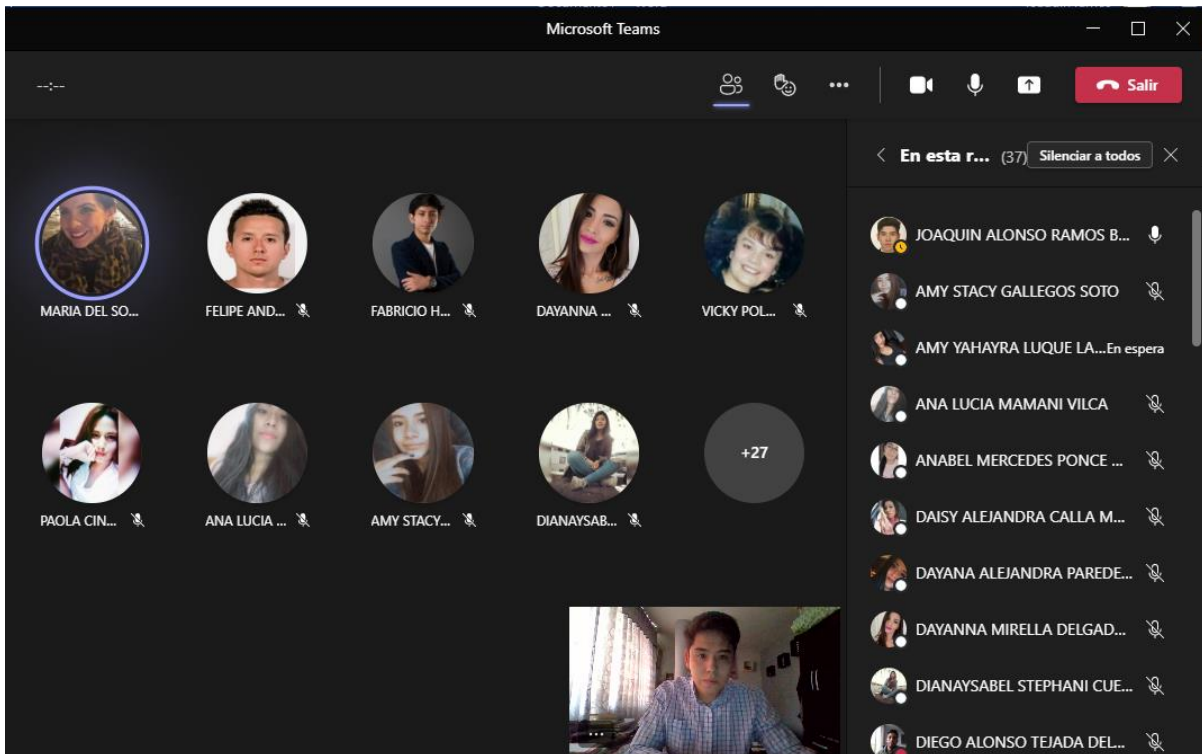 Microsoft Teams
--:--
Salir
En esta r... (37) Silenciar a todos
MARIA DEL SO...
FELIPE AND...
FABRICIO H...
DAYANNA ...
VICKY POL...
PAOLA CIN...
ANA LUCIA ...
AMY STACY...
DIANAYSAB...
+27
JOAQUIN ALONSO RAMOS B...
AMY STACY GALLEGOS SOTO
AMY YAHAYRA LUQUE LA...En espera
ANA LUCIA MAMANI VILCA
ANABEL MERCEDES PONCE ...
DAISY ALEJANDRA CALLA M...
DAYANA ALEJANDRA PAREDE...
DAYANNA MIRELLA DELGAD...
DIANAYSABEL STEPHANI CUE...
DIEGO ALONSO TEJADA DEL...